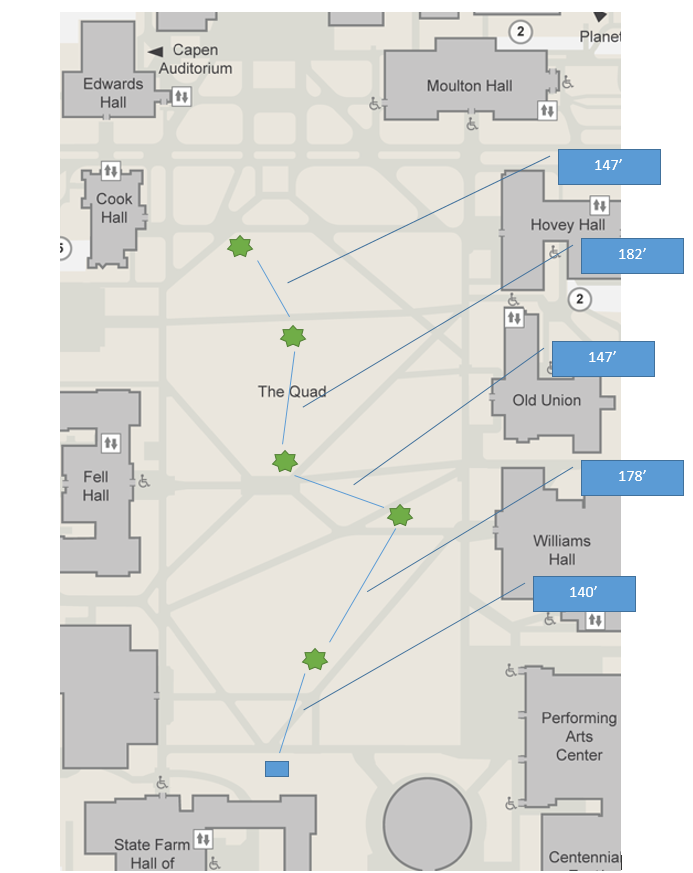 2
Planet
Capen
Auditorium
Edwards
Hall
Moulton Hall
147′
Cook
Hall
Hovey Hall
5
182′
2
147′
The Quad
Old Union
178′
Fell
Hall
Williams
Hall
140′
Performing
Arts
Center
State Farm
Hall of
Centennial